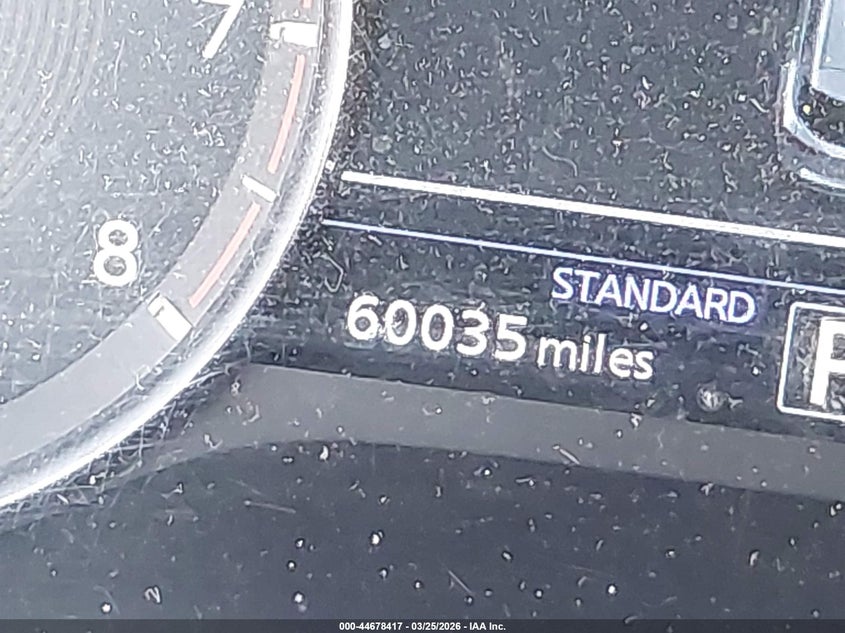 7
8
STANDARD
60035 miles
P
000-44678417 - 03/25/2026 - IAA Inc.